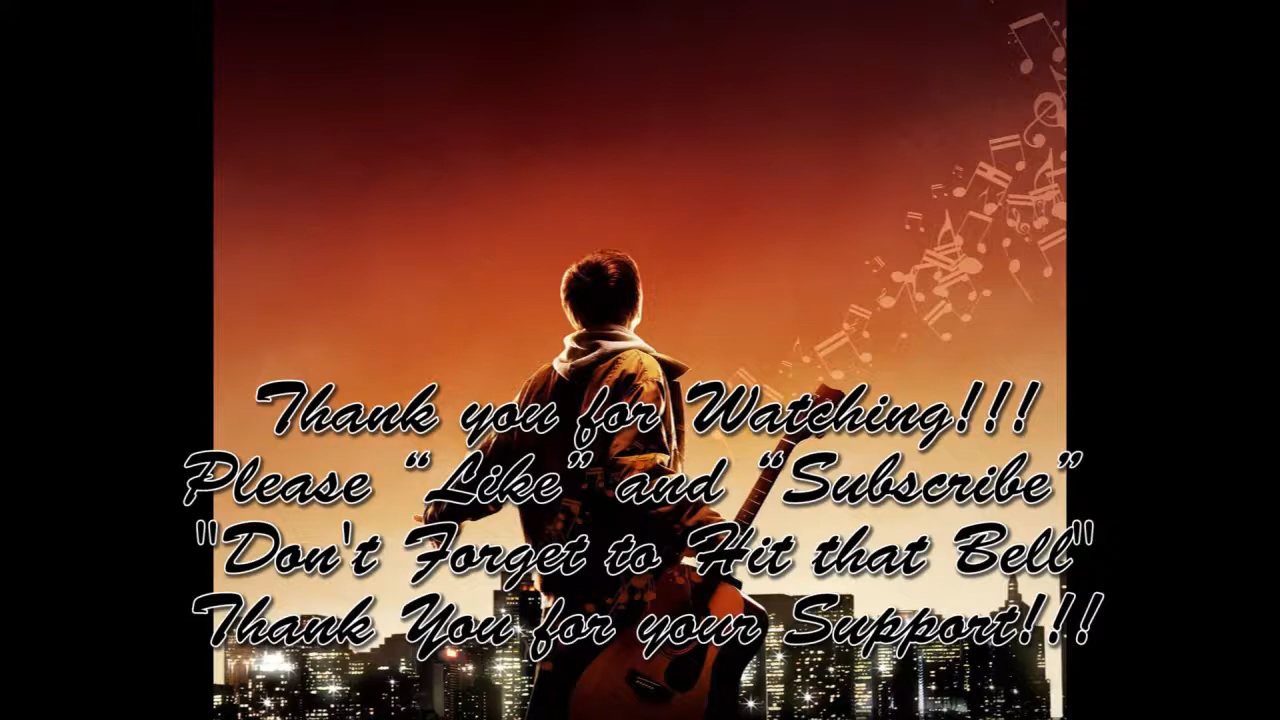 Thank you for Watching!!!
Please “Like” and “Subscribe”
"Don't Forget to Hit that Bell"
Thank You for your Support!!!